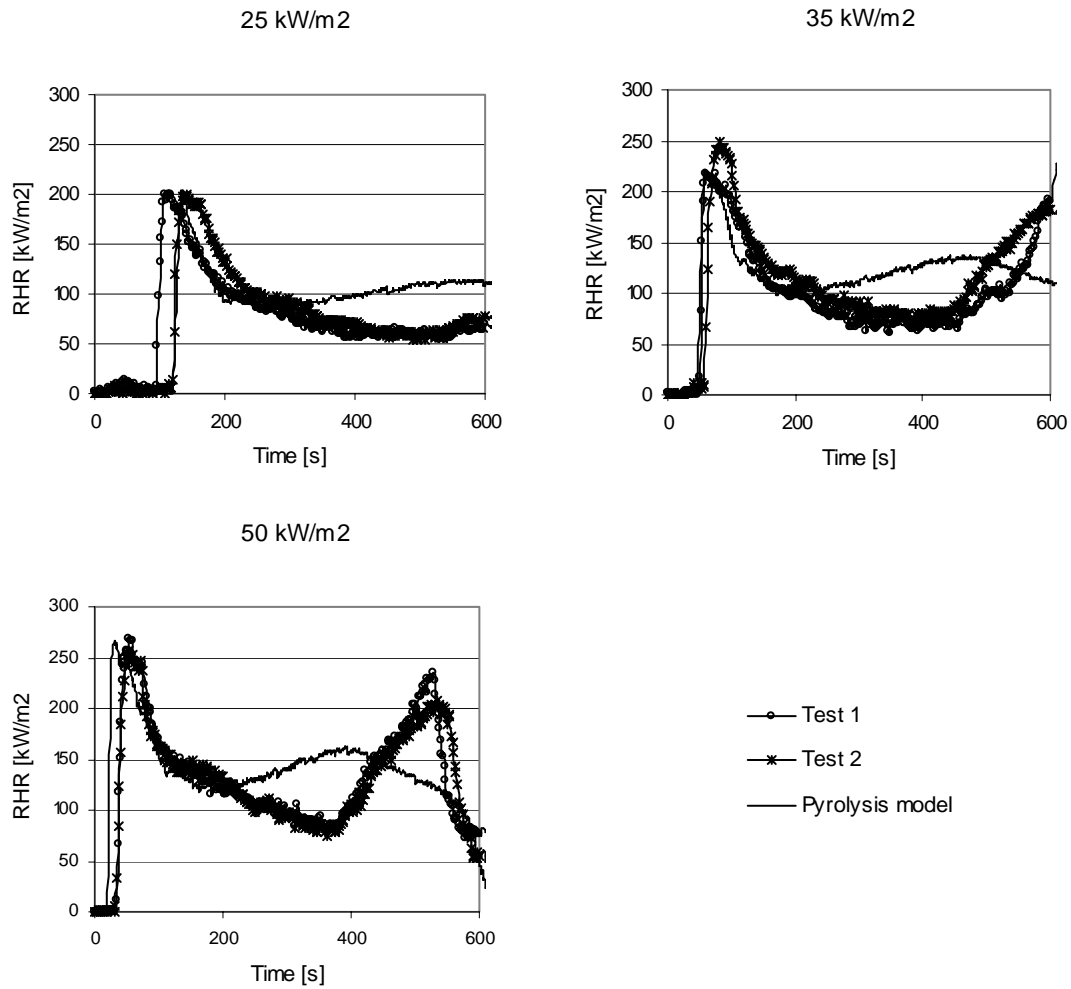 25 kW/m2
35 kW/m2
RHR [kW/m2]
300
250
200
150
100
50
0
0 200 400 600
Time [s]
RHR [kW/m2]
300
250
200
150
100
50
0
0 200 400 600
Time [s]
50 kW/m2
RHR [kW/m2
300
250
200
150
100
50
0
0 200 400 600
Time [s]
Test 1
Test 2
Pyrolysis model